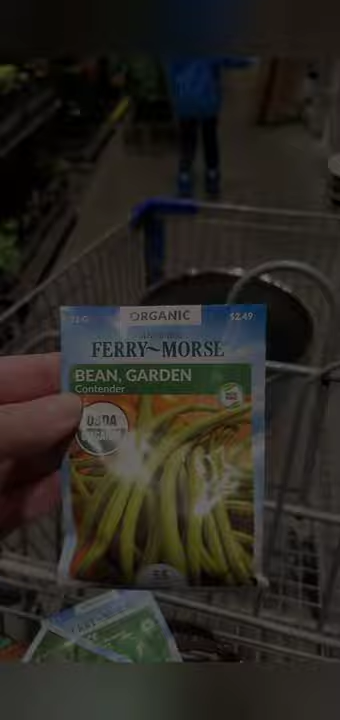 ORGANIC
$2.49
FERRY~MORSE
BEAN, GARDEN
Contender
USDA
ORGANIC